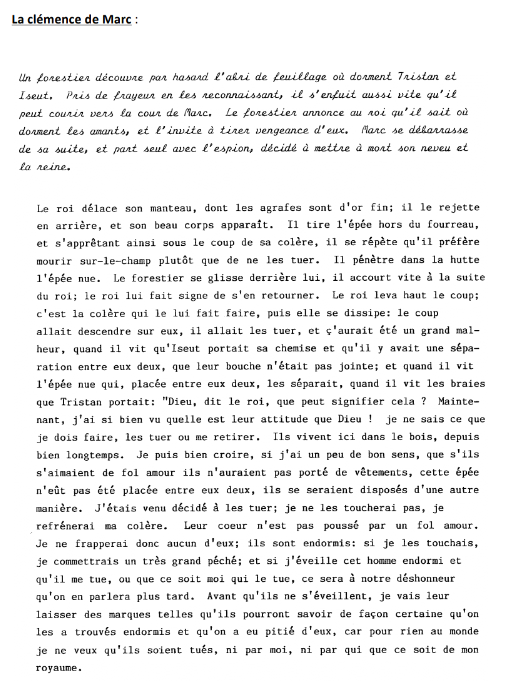 La clémence de Marc :
Un forestier découvre par hasard l'abri de feuillage où dorment Tristan et
Iseut. Pris de frayeur en les reconnaissant, il s'enfuit aussi vite qu'il
peut courir vers la cour de Marc. Le forestier annonce au roi qu'il sait où
dorment les amants, et l'invite à tirer vengeance d'eux. Marc se débarrasse
de sa suite, et part seul avec l'espion, décidé à mettre à mort son neveu et
la reine.
Le roi délace son manteau, dont les agrafes sont d'or fin; il le rejette
en arrière, et son beau corps apparaît. Il tire l'épée hors du fourreau,
et s'apprêtant ainsi sous le coup de sa colère, il se répète qu'il préfère
mourir sur-le-champ plutôt que de ne les tuer. Il pénètre dans la hutte
l'épée nue. Le forestier se glisse derrière lui, il accourt vite à la suite
du roi; le roi lui fait signe de s'en retourner. Le roi leva haut le coup;
c'est la colère qui le lui fait faire, puis elle se dissipe: le coup
allait descendre sur eux, il allait les tuer, et ç'aurait été un grand mal-
heur, quand il vit qu'Iseut portait sa chemise et qu'il y avait une sépa-
ration entre eux deux, que leur bouche n'était pas jointe; et quand il vit
l'épée nue qui, placée entre eux deux, les séparait, quand il vit les braies
que Tristan portait: "Dieu, dit le roi, que peut signifier cela ? Mainte-
nant, j'ai si bien vu quelle est leur attitude que Dieu ! je ne sais ce que
je dois faire, les tuer ou me retirer. Ils vivent ici dans le bois, depuis
bien longtemps. Je puis bien croire, si j'ai un peu de bon sens, que s'ils
s'aimaient de fol amour ils n'auraient pas porté de vêtements, cette épée
n'eût pas été placée entre eux deux, ils se seraient disposés d'une autre
manière. J'étais venu décidé à les tuer; je ne les toucherai pas, je
refrénerai ma colère. Leur coeur n'est pas poussé par un fol amour.
Je ne frapperai donc aucun d'eux; ils sont endormis: si je les touchais,
je commettrais un très grand péché; et si j'éveille cet homme endormi et
qu'il me tue, ou que ce soit moi qui le tue, ce sera à notre déshonneur
qu'on en parlera plus tard. Avant qu'ils ne s'éveillent, je vais leur
laisser des marques telles qu'ils pourront savoir de façon certaine qu'on
les a trouvés endormis et qu'on a eu pitié d'eux, car pour rien au monde
je ne veux qu'ils soient tués, ni par moi, ni par qui que ce soit de mon
royaume.